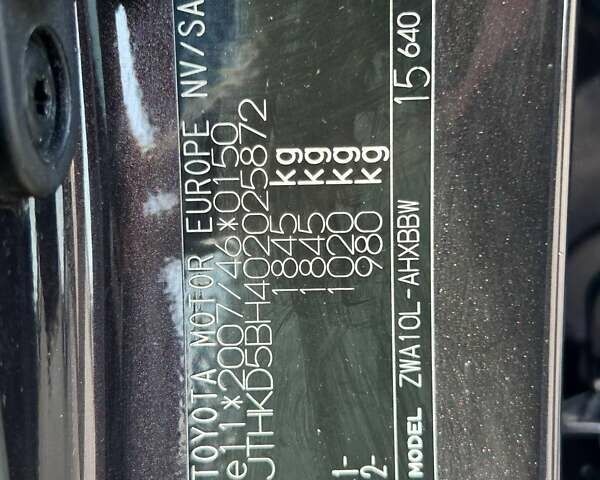 TOYOTA MOTOR EUROPE NV/SA
e11*2007/46*0150
JTHKD5BH402025872
1845 kg
1845 kg
1- 1020 kg
2- 980 kg
MODEL ZWA10L-AHXBBW 15 640